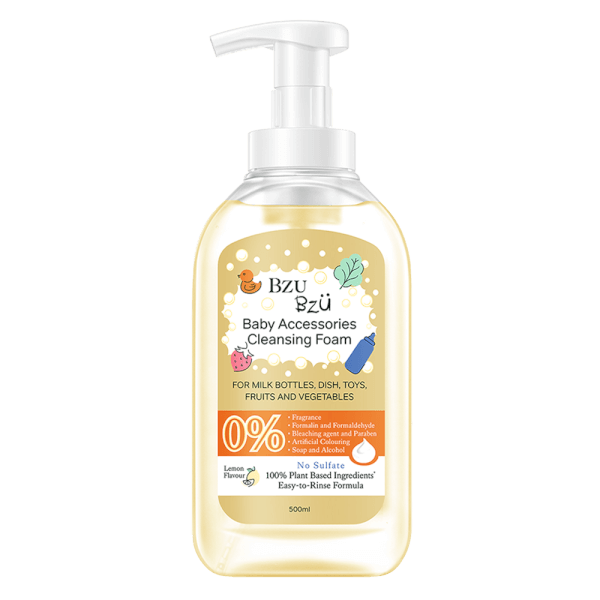 BZU
BZÜ
Baby Accessories
Cleansing Foam
FOR MILK BOTTLES, DISH, TOYS,
FRUITS AND VEGETABLES
0%
• Fragrance
• Formalin and Formaldehyde
• Bleaching agent and Paraben
• Artificial Colouring
• Soap and Alcohol
Lemon
Flavour
No Sulfate
100% Plant Based Ingredients*
Easy-to-Rinse Formula
500ml